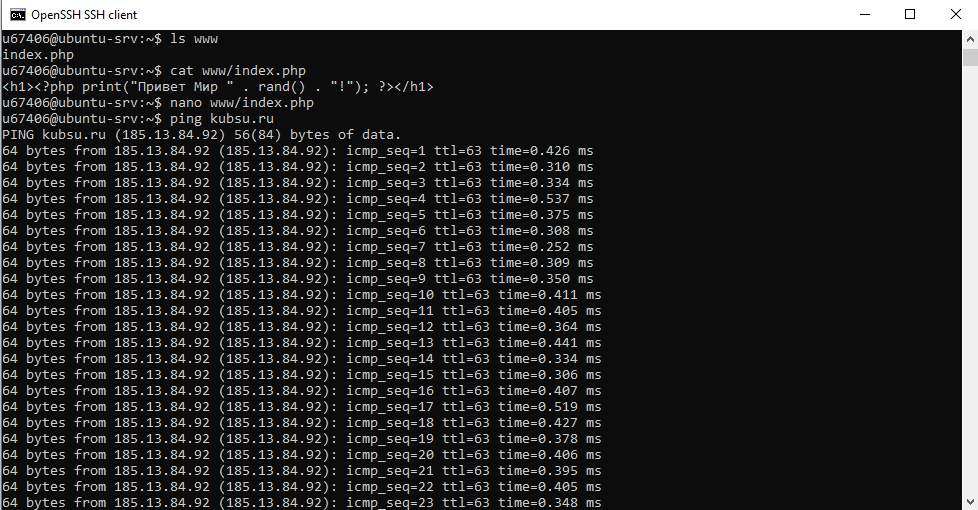 OpenSSH SSH client
u67406@ubuntu-srv:~$ ls www
index.php
u67406@ubuntu-srv:~$ cat www/index.php
<h1><?php print("Привет Мир " . rand() . "!"); ?></h1>
u67406@ubuntu-srv:~$ nano www/index.php
u67406@ubuntu-srv:~$ ping kubsu.ru
PING kubsu.ru (185.13.84.92) 56(84) bytes of data.
64 bytes from 185.13.84.92 (185.13.84.92): icmp_seq=1 ttl=63 time=0.426 ms
64 bytes from 185.13.84.92 (185.13.84.92): icmp_seq=2 ttl=63 time=0.310 ms
64 bytes from 185.13.84.92 (185.13.84.92): icmp_seq=3 ttl=63 time=0.334 ms
64 bytes from 185.13.84.92 (185.13.84.92): icmp_seq=4 ttl=63 time=0.537 ms
64 bytes from 185.13.84.92 (185.13.84.92): icmp_seq=5 ttl=63 time=0.375 ms
64 bytes from 185.13.84.92 (185.13.84.92): icmp_seq=6 ttl=63 time=0.308 ms
64 bytes from 185.13.84.92 (185.13.84.92): icmp_seq=7 ttl=63 time=0.252 ms
64 bytes from 185.13.84.92 (185.13.84.92): icmp_seq=8 ttl=63 time=0.309 ms
64 bytes from 185.13.84.92 (185.13.84.92): icmp_seq=9 ttl=63 time=0.350 ms
64 bytes from 185.13.84.92 (185.13.84.92): icmp_seq=10 ttl=63 time=0.411 ms
64 bytes from 185.13.84.92 (185.13.84.92): icmp_seq=11 ttl=63 time=0.405 ms
64 bytes from 185.13.84.92 (185.13.84.92): icmp_seq=12 ttl=63 time=0.364 ms
64 bytes from 185.13.84.92 (185.13.84.92): icmp_seq=13 ttl=63 time=0.441 ms
64 bytes from 185.13.84.92 (185.13.84.92): icmp_seq=14 ttl=63 time=0.334 ms
64 bytes from 185.13.84.92 (185.13.84.92): icmp_seq=15 ttl=63 time=0.306 ms
64 bytes from 185.13.84.92 (185.13.84.92): icmp_seq=16 ttl=63 time=0.407 ms
64 bytes from 185.13.84.92 (185.13.84.92): icmp_seq=17 ttl=63 time=0.519 ms
64 bytes from 185.13.84.92 (185.13.84.92): icmp_seq=18 ttl=63 time=0.427 ms
64 bytes from 185.13.84.92 (185.13.84.92): icmp_seq=19 ttl=63 time=0.378 ms
64 bytes from 185.13.84.92 (185.13.84.92): icmp_seq=20 ttl=63 time=0.406 ms
64 bytes from 185.13.84.92 (185.13.84.92): icmp_seq=21 ttl=63 time=0.395 ms
64 bytes from 185.13.84.92 (185.13.84.92): icmp_seq=22 ttl=63 time=0.405 ms
64 bytes from 185.13.84.92 (185.13.84.92): icmp_seq=23 ttl=63 time=0.348 ms